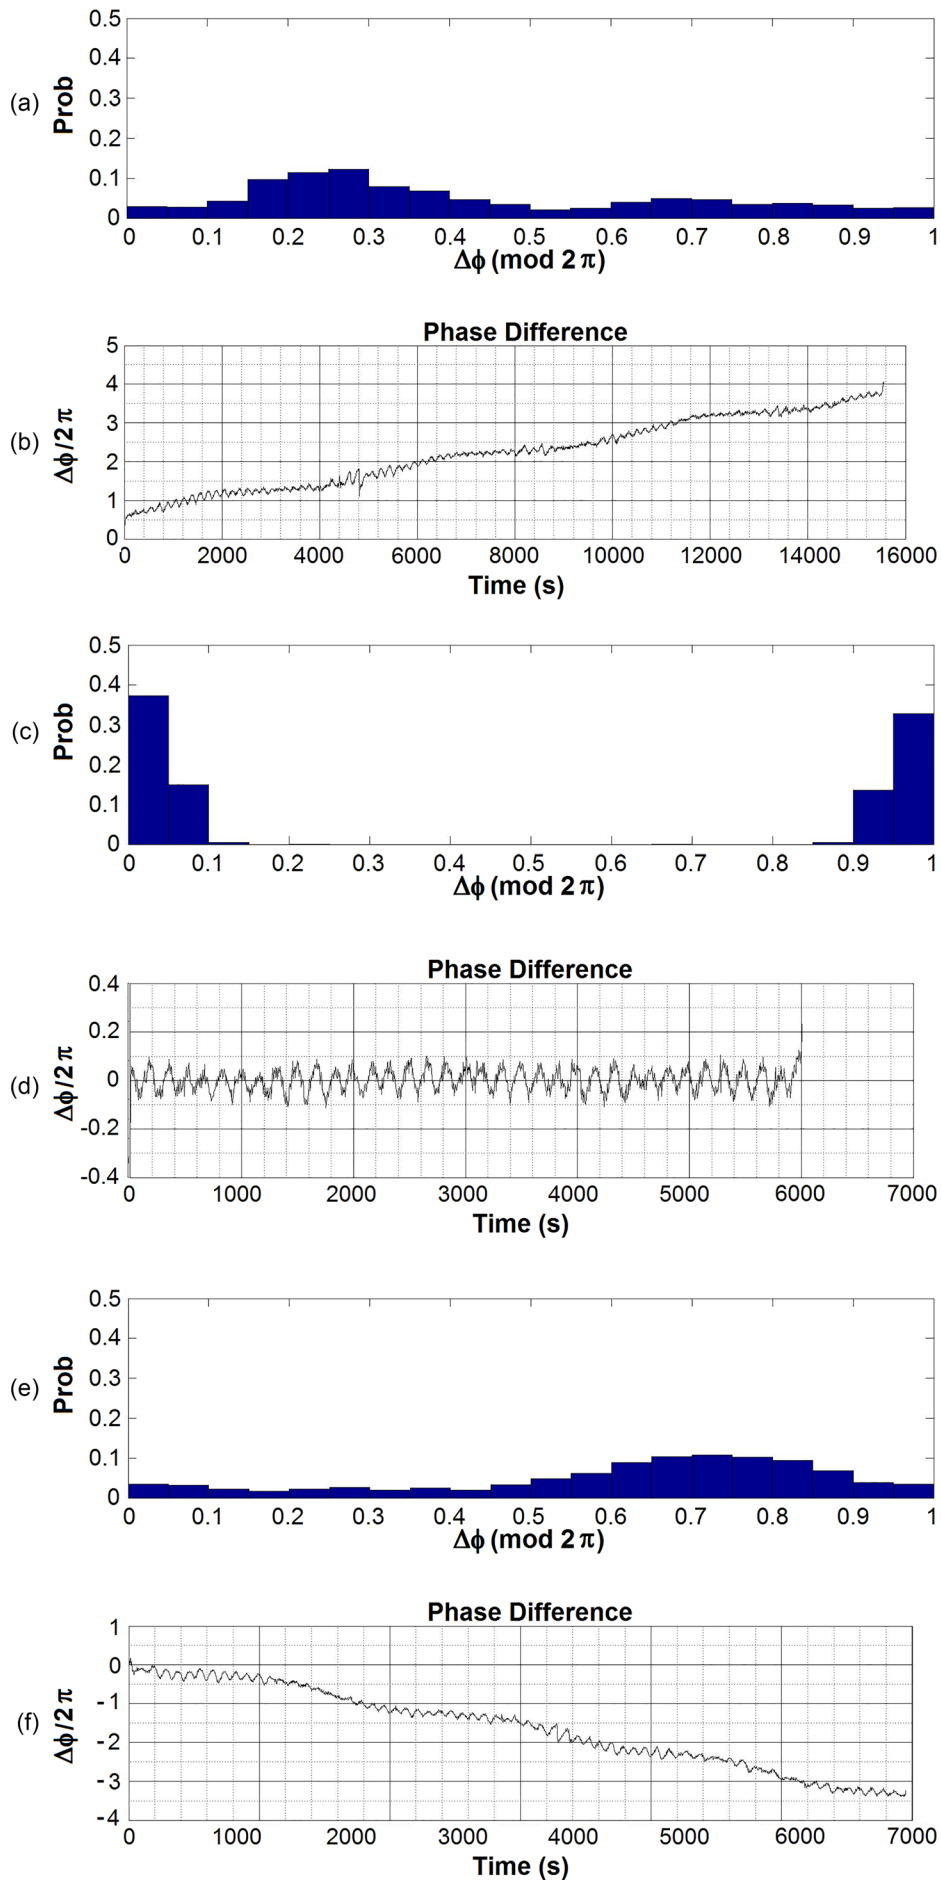 0.5
0.4
0.3
0.2
0.1
0
(a)
Prob
0 0.1 0.2 0.3 0.4 0.5 0.6 0.7 0.8 0.9 1
Δϕ (mod 2π)
Phase Difference
5
4
3
2
1
0
(b)
Δϕ/2π
0 2000 4000 6000 8000 10000 12000 14000 16000
Time (s)
0.5
0.4
0.3
0.2
0.1
0
(c)
Prob
0 0.1 0.2 0.3 0.4 0.5 0.6 0.7 0.8 0.9 1
Δϕ (mod 2π)
Phase Difference
0.4
0.2
0
-0.2
-0.4
(d)
Δϕ/2π
0 1000 2000 3000 4000 5000 6000 7000
Time (s)
0.5
0.4
0.3
0.2
0.1
0
(e)
Prob
0 0.1 0.2 0.3 0.4 0.5 0.6 0.7 0.8 0.9 1
Δϕ (mod 2π)
Phase Difference
1
0
-1
-2
-3
-4
(f)
Δϕ/2π
0 1000 2000 3000 4000 5000 6000 7000
Time (s)